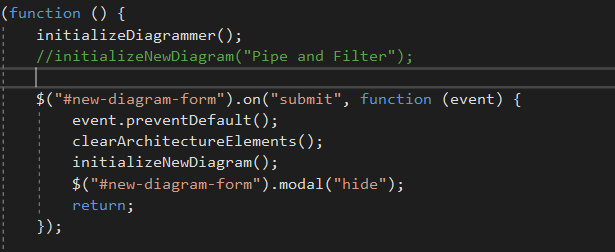 (function () {
initializeDiagrammer();
//initializeNewDiagram("Pipe and Filter");
$("#new-diagram-form").on("submit", function (event) {
event.preventDefault();
clearArchitectureElements();
initializeNewDiagram();
$("#new-diagram-form").modal("hide");
return;
});